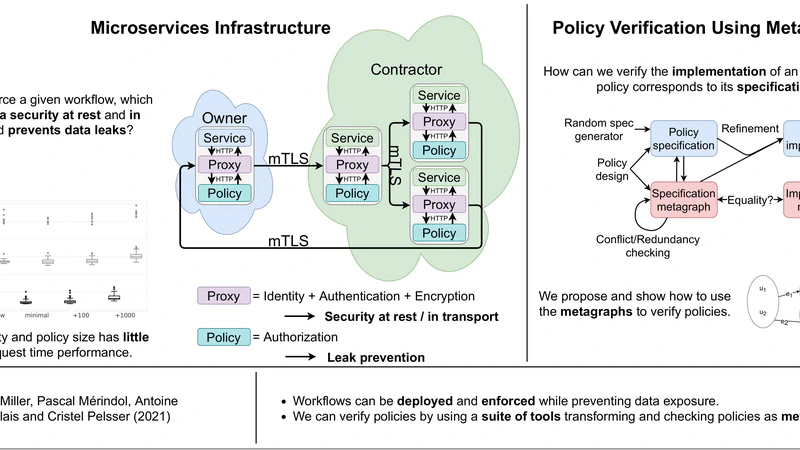 Microservices Infrastructure
rce a given workflow, which
a security at rest and in
d prevents data leaks?
w
minimal
+100
+1000
ty and policy size has little
quest time performance.
Owner
Service
HTTP
Proxy
HTTP
Policy
mTLS
Contractor
Service
HTTP
Proxy
HTTP
Policy
mTLS
Service
HTTP
Proxy
HTTP
Policy
Service
HTTP
Proxy
HTTP
Policy
mTLS
Proxy = Identity + Authentication + Encryption
Security at rest / in transport
Policy = Authorization
Leak prevention
Policy Verification Using Meta
How can we verify the implementation of an
policy corresponds to its specificati
Random spec
generator
Policy
specification
Refinement
impleme
Policy
design
Specification
metagraph
Equality?
Imp
Conflict/Redundancy
checking
We propose and show how to use
the metagraphs to verify policies.
u1
e1
u2
e2
Miller, Pascal Mérindol, Antoine
lais and Cristel Pelsser (2021)
• Workflows can be deployed and enforced while preventing data exposure.
• We can verify policies by using a suite of tools transforming and checking policies as me